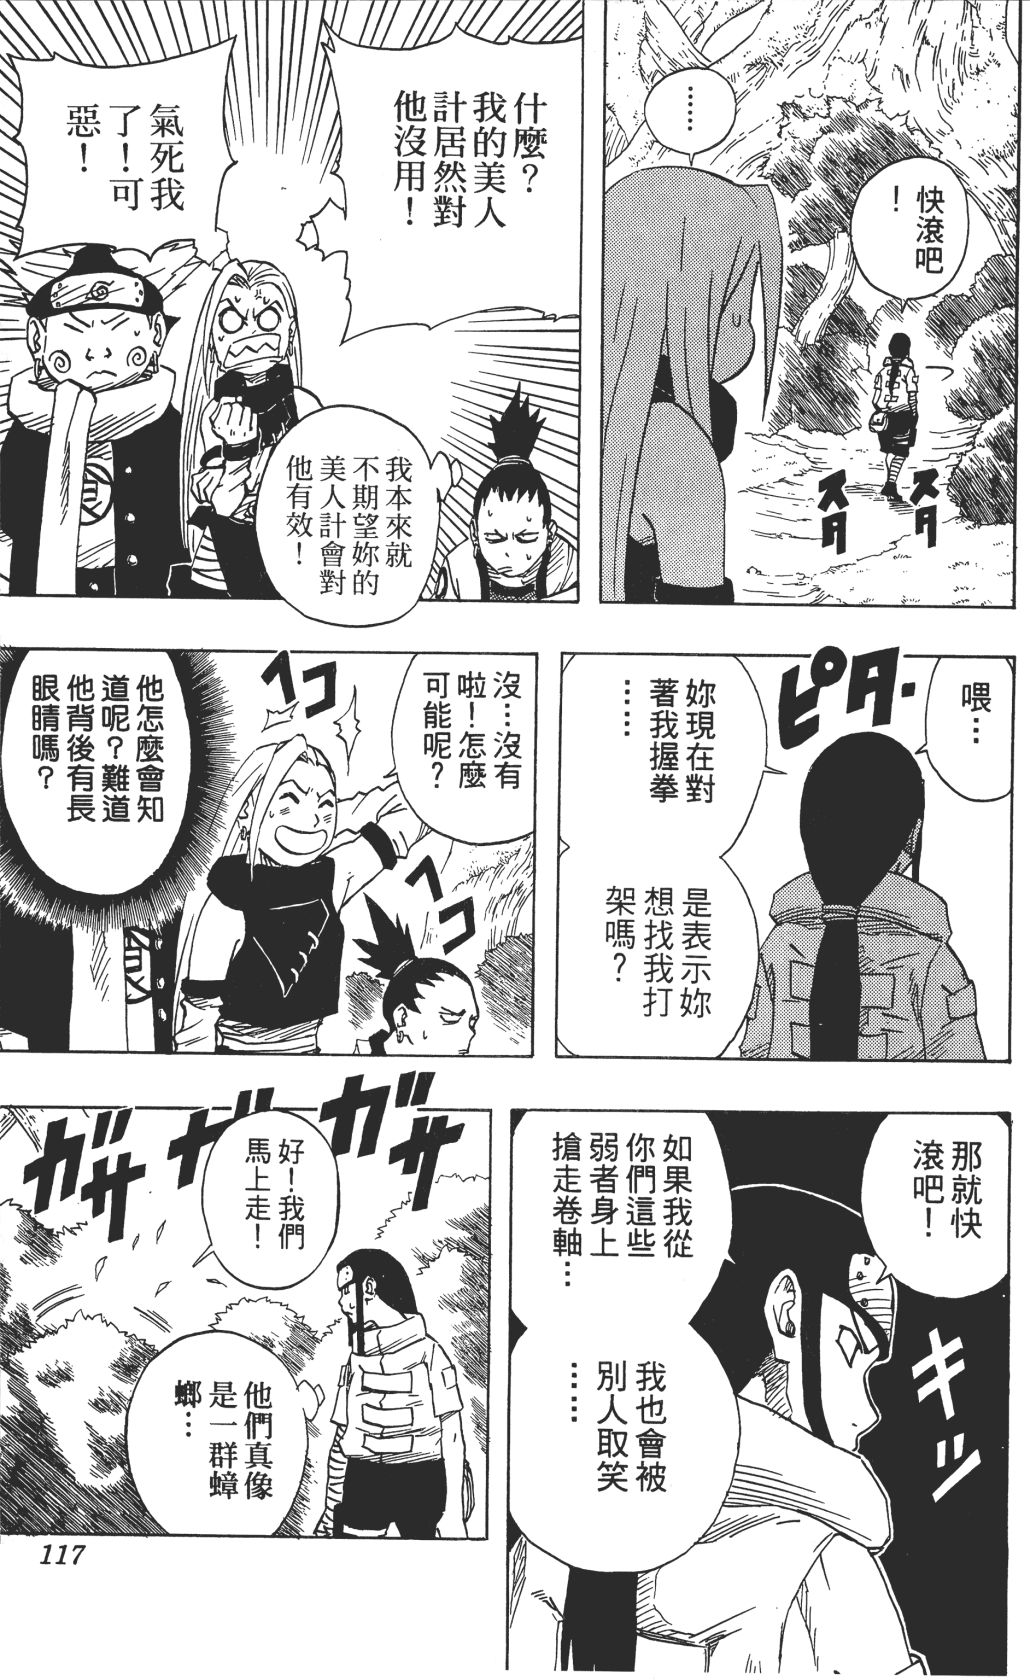 快滾吧
！
……
スタ
スタ
什麼？
我的美人
計居然對
他沒用！
氣死我
了！可
惡！
我本來就
不期望妳的
美人計會對
他有效！
喂…
ピタ．
妳現在對
著我握拳
……
是表示妳
想找我打
架嗎？
沒…沒有
啦！怎麼
可能呢？
ヘコ
ヘコ
他怎麼會知
道呢？難道
他背後有長
眼睛嗎？
那就快
滾吧！
キッ
如果我從
你們這些
弱者身上
搶走卷軸…
我也會被
別人取笑
……
ガサ
ガサ
ガサ
好！我們
馬上走！
他們真像
是一群蟑
螂…
117